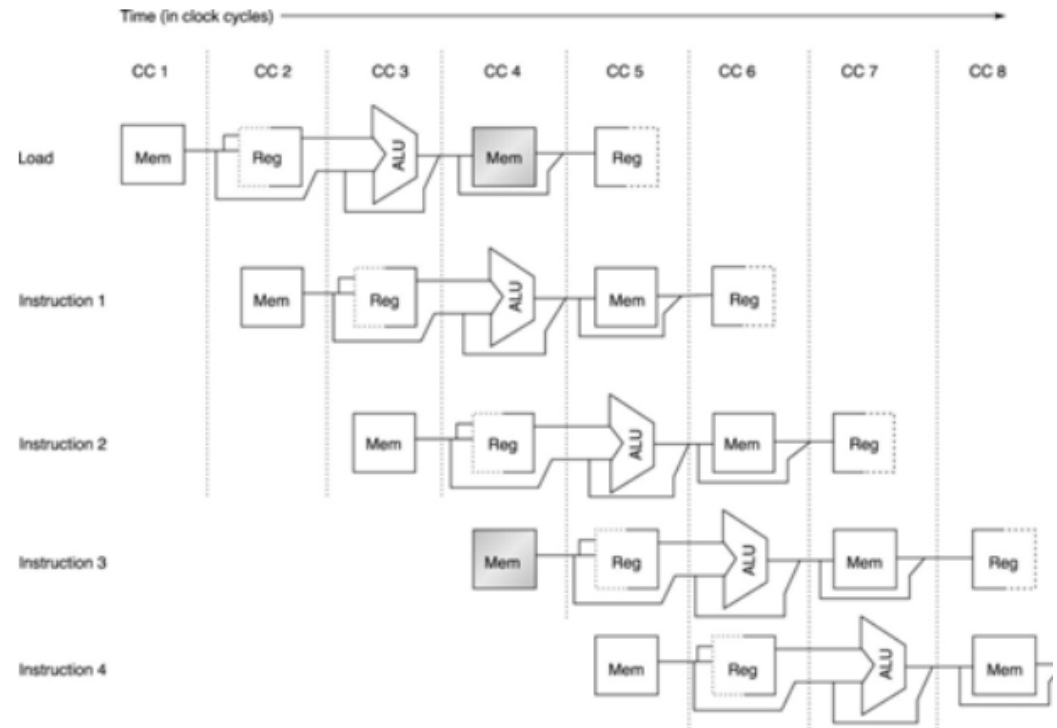 Time (in clock cycles)
CC 1 CC 2 CC 3 CC 4 CC 5 CC 6 CC 7 CC 8
Load Mem Reg ALU Mem Reg
Instruction 1 Mem Reg ALU Mem Reg
Instruction 2 Mem Reg ALU Mem Reg
Instruction 3 Mem Reg ALU Mem Reg
Instruction 4 Mem Reg ALU Mem